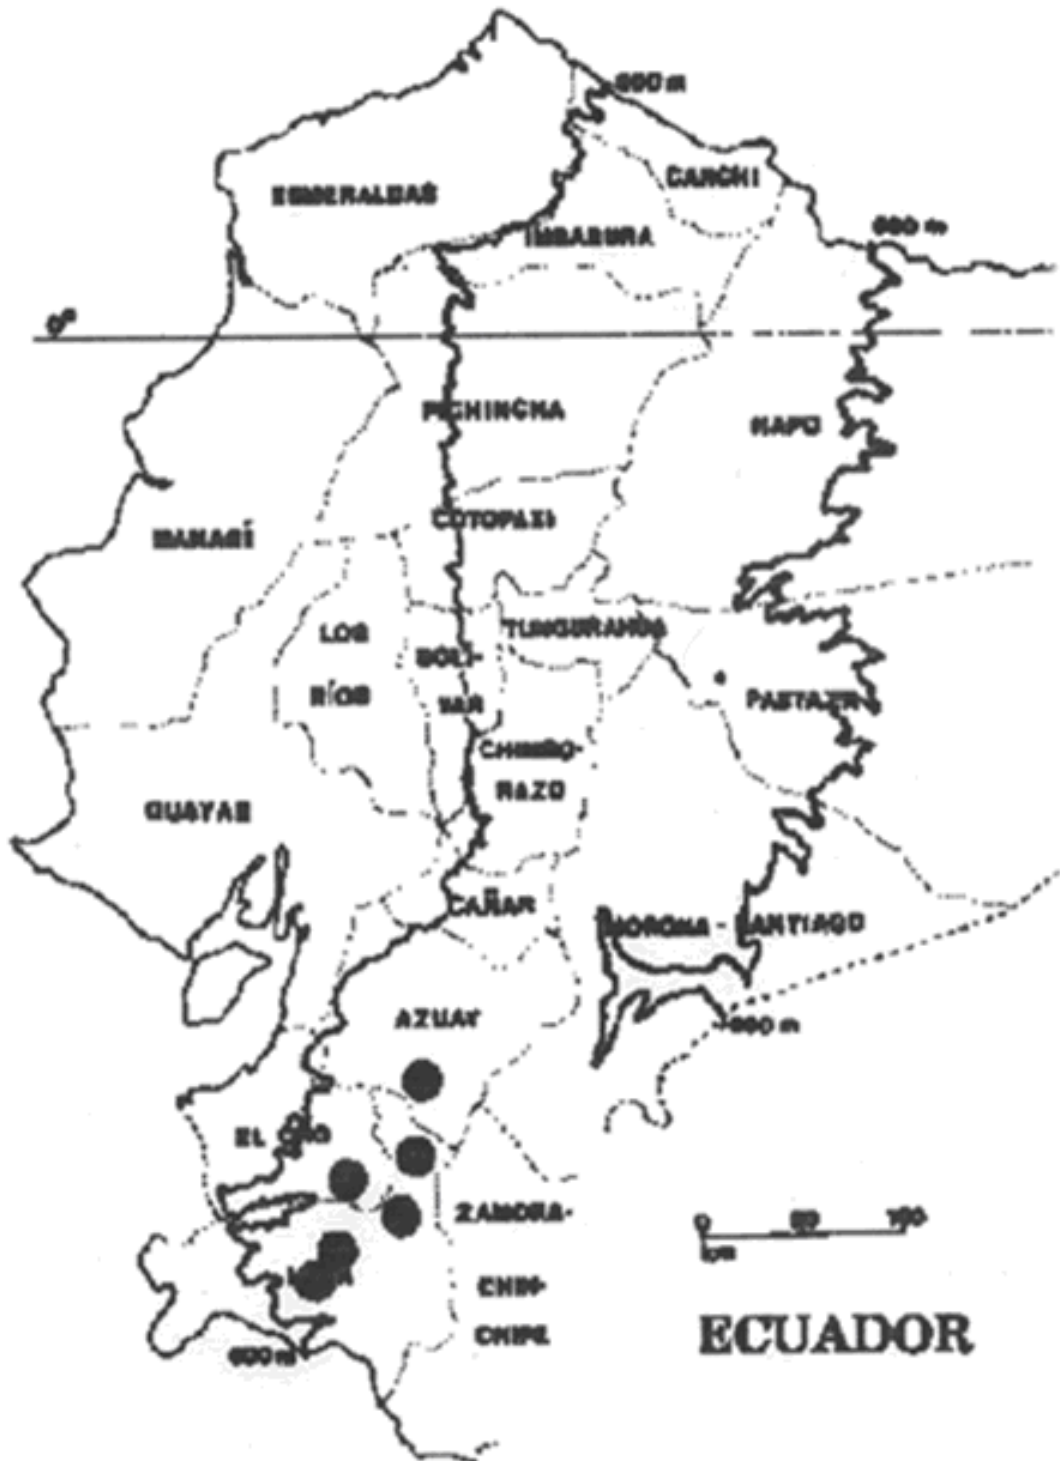 600 m
CARCHI
ESMERALDAS
600 m
IMBABURA
0°
PICHINCHA
NAPO
COTOPAXI
MANABÍ
LOS
TUNGURAHUA
BOLÍ-
RÍOS
VAR
PASTAZA
CHIMBO-
RAZO
GUAYAS
CAÑAR
MORONA - SANTIAGO
AZUAY
600 m
EL ORO
ZAMORA-
0 50 100
km
CHIN-
CHIPE
ECUADOR
600 m